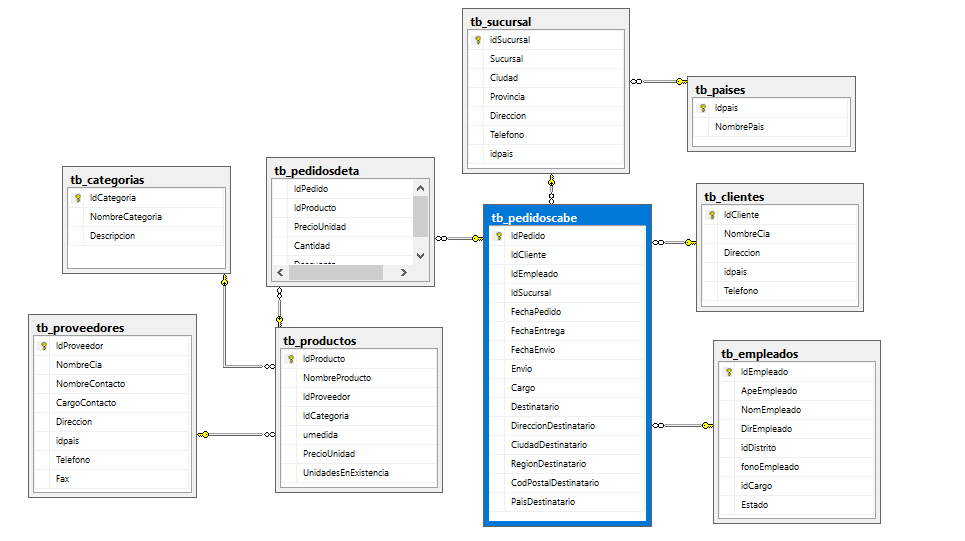 tb_sucursal
idSucursal
Sucursal
Ciudad
Provincia
Direccion
Telefono
idpais
tb_paises
Idpais
NombrePais
tb_categorias
IdCategoria
NombreCategoria
Descripcion
tb_pedidosdeta
IdPedido
IdProducto
PrecioUnidad
Cantidad
Descuento
tb_clientes
IdCliente
NombreCia
Direccion
idpais
Telefono
tb_pedidoscabe
IdPedido
IdCliente
IdEmpleado
IdSucursal
FechaPedido
FechaEntrega
FechaEnvio
Envio
Cargo
Destinatario
DireccionDestinatario
CiudadDestinatario
RegionDestinatario
CodPostalDestinatario
PaisDestinatario
tb_proveedores
IdProveedor
NombreCia
NombreContacto
CargoContacto
Direccion
idpais
Telefono
Fax
tb_productos
IdProducto
NombreProducto
IdProveedor
IdCategoria
umedida
PrecioUnidad
UnidadesEnExistencia
tb_empleados
IdEmpleado
ApeEmpleado
NomEmpleado
DirEmpleado
idDistrito
fonoEmpleado
idCargo
Estado